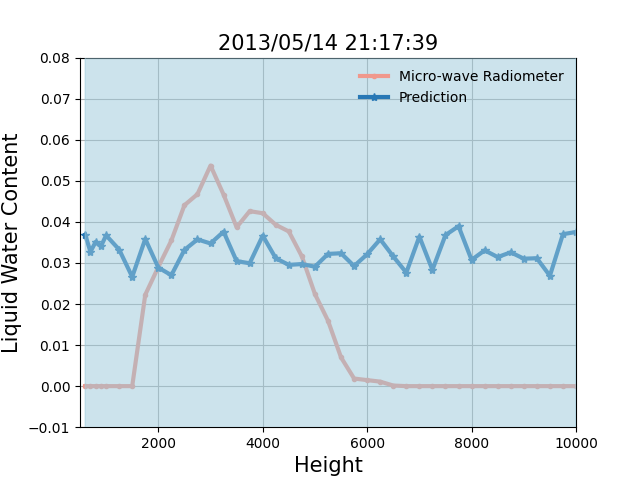 2013/05/14 21:17:39
Micro-wave Radiometer
Prediction
Liquid Water Content
0.08
0.07
0.06
0.05
0.04
0.03
0.02
0.01
0.00
−0.01
2000 4000 6000 8000 10000
Height